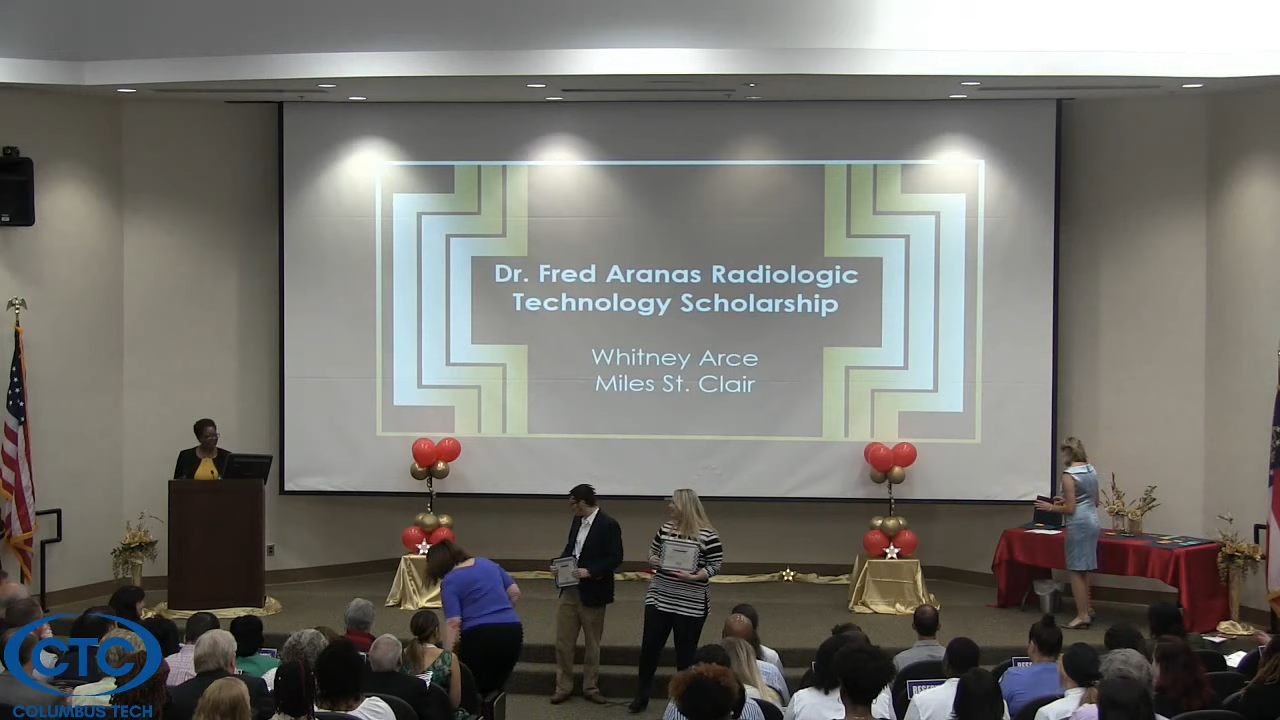 Dr. Fred Aranas Radiologic
Technology Scholarship
Whitney Arce
Miles St. Clair
CTC
COLUMBUS TECH